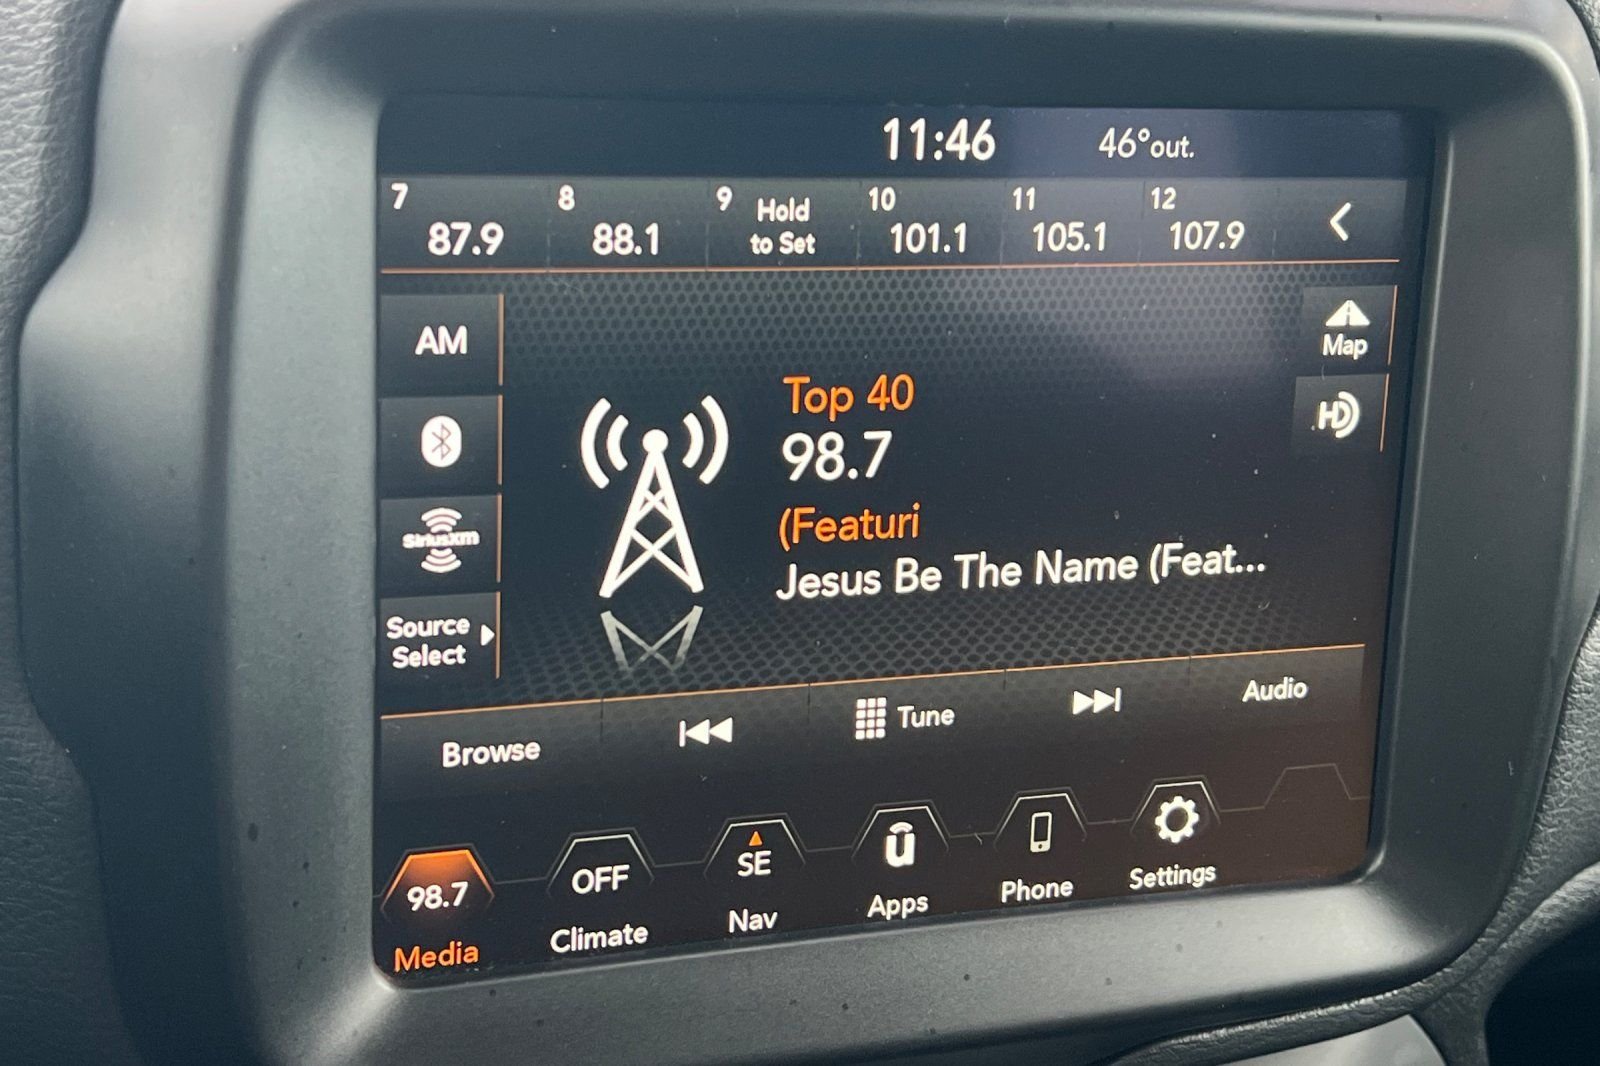 11:46 46°out.
7 8 9 Hold 10 11 12
87.9 88.1 to Set 101.1 105.1 107.9
AM
Map
HD
Top 40
98.7
SiriusXM
(Featuri
Jesus Be The Name (Feat...
Source
Select
Browse Tune Audio
98.7 OFF SE u
Media Climate Nav Apps Phone Settings